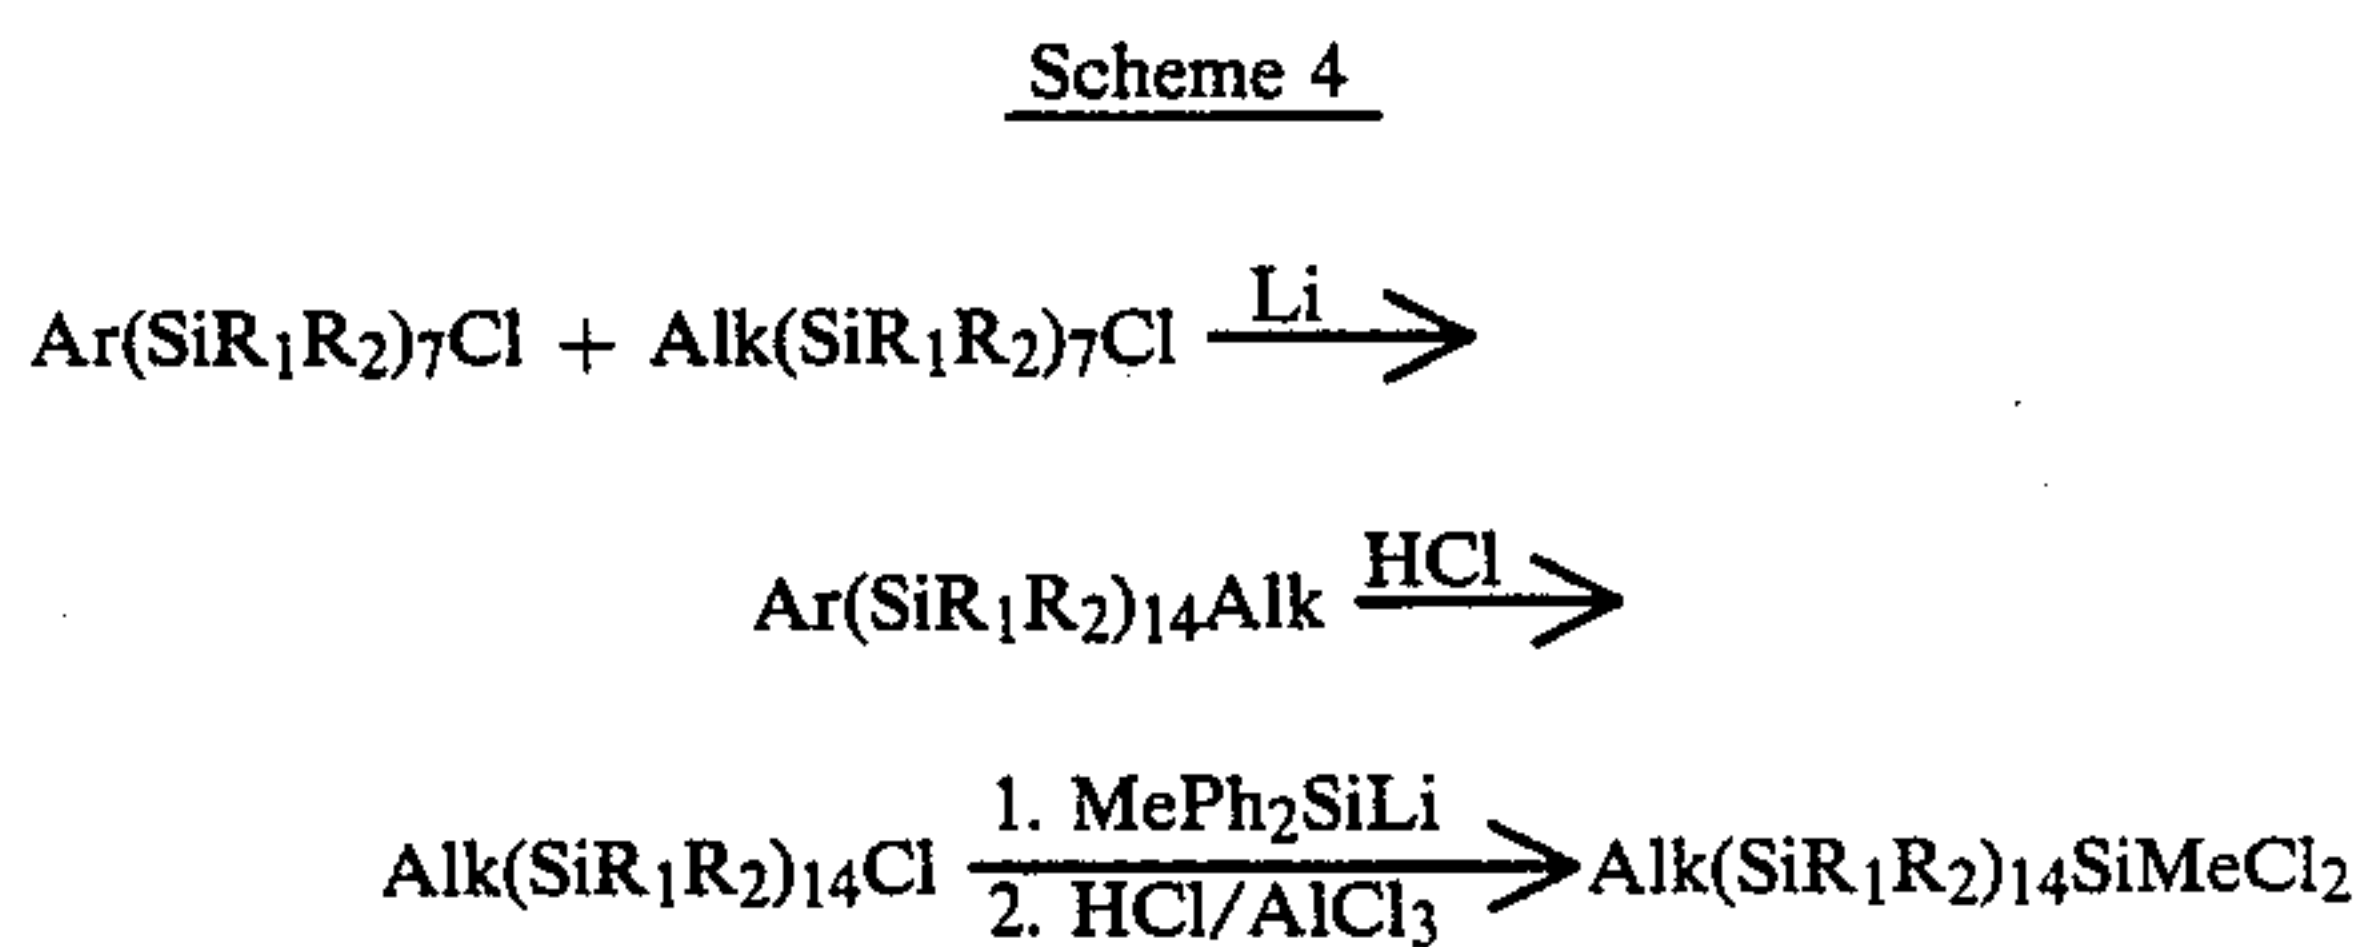 Scheme 4
Ar(SiR₁R₂)₇Cl + Alk(SiR₁R₂)₇Cl Li
Ar(SiR₁R₂)₁₄Alk HCl
Alk(SiR₁R₂)₁₄Cl 1. MePh₂SiLi 2. HCl/AlCl₃ Alk(SiR₁R₂)₁₄SiMeCl₂